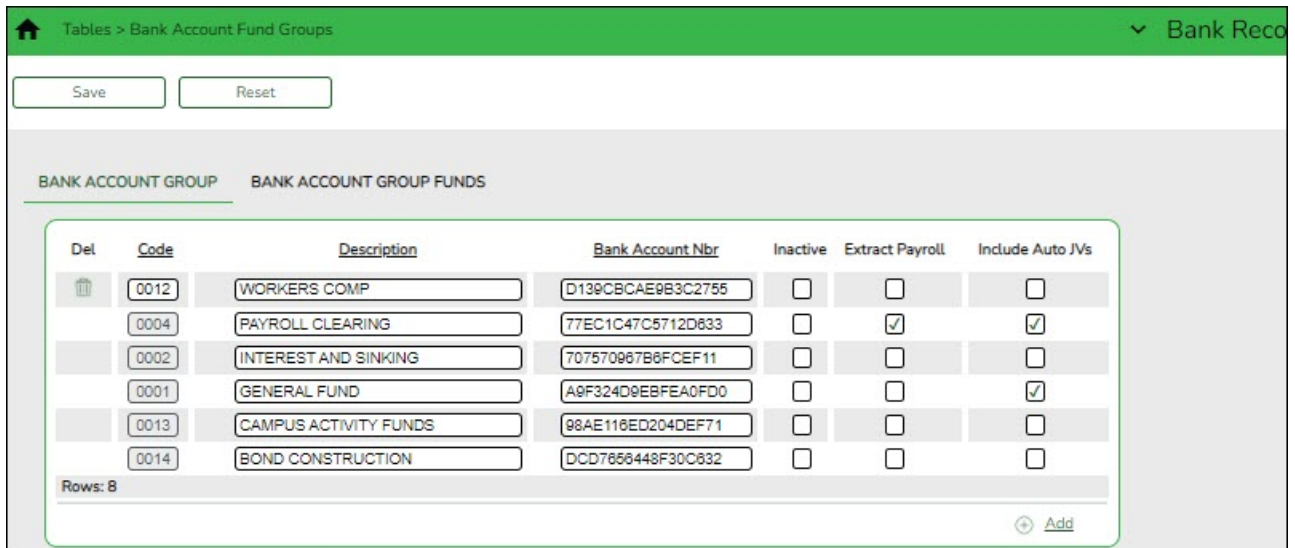 Tables > Bank Account Fund Groups Bank Reco
Save Reset
BANK ACCOUNT GROUP BANK ACCOUNT GROUP FUNDS
Del Code Description Bank Account Nbr Inactive Extract Payroll Include Auto JVs
0012 WORKERS COMP D139CBCAE9B3C2755
0004 PAYROLL CLEARING 77EC1C47C5712D633
0002 INTEREST AND SINKING 707570967B6FCEF11
0001 GENERAL FUND A9F324D9EBFEA0FD0
0013 CAMPUS ACTIVITY FUNDS 98AE116ED204DEF71
0014 BOND CONSTRUCTION DCD7656448F30C632
Rows: 8
Add